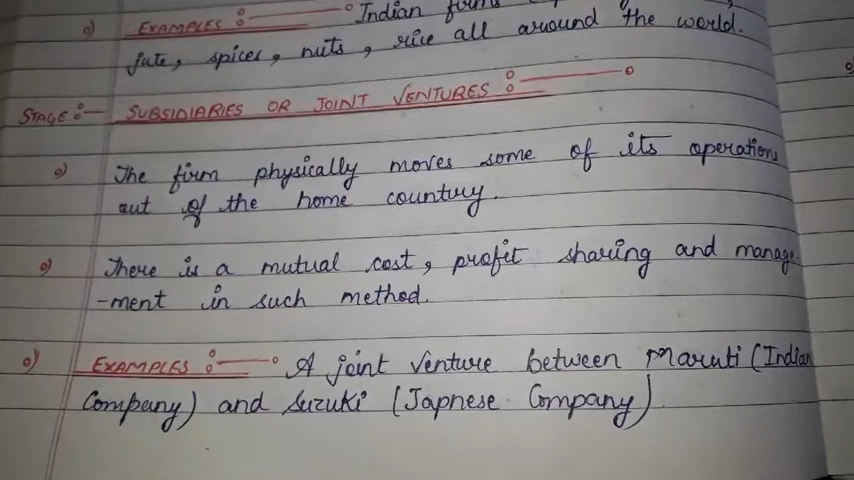 o) EXAMPLES :— Indian firms
jute, spices, nuts, rice all around the world.
STAGE :— SUBSIDIARIES OR JOINT VENTURES :—
o) The firm physically moves some of its operations
out of the home countury.
o) There is a mutual cost, profit sharing and manage
-ment in such method.
o) EXAMPLES :— A joint venture between Maruti (Indian
Company) and Suzuki (Japnese Company)